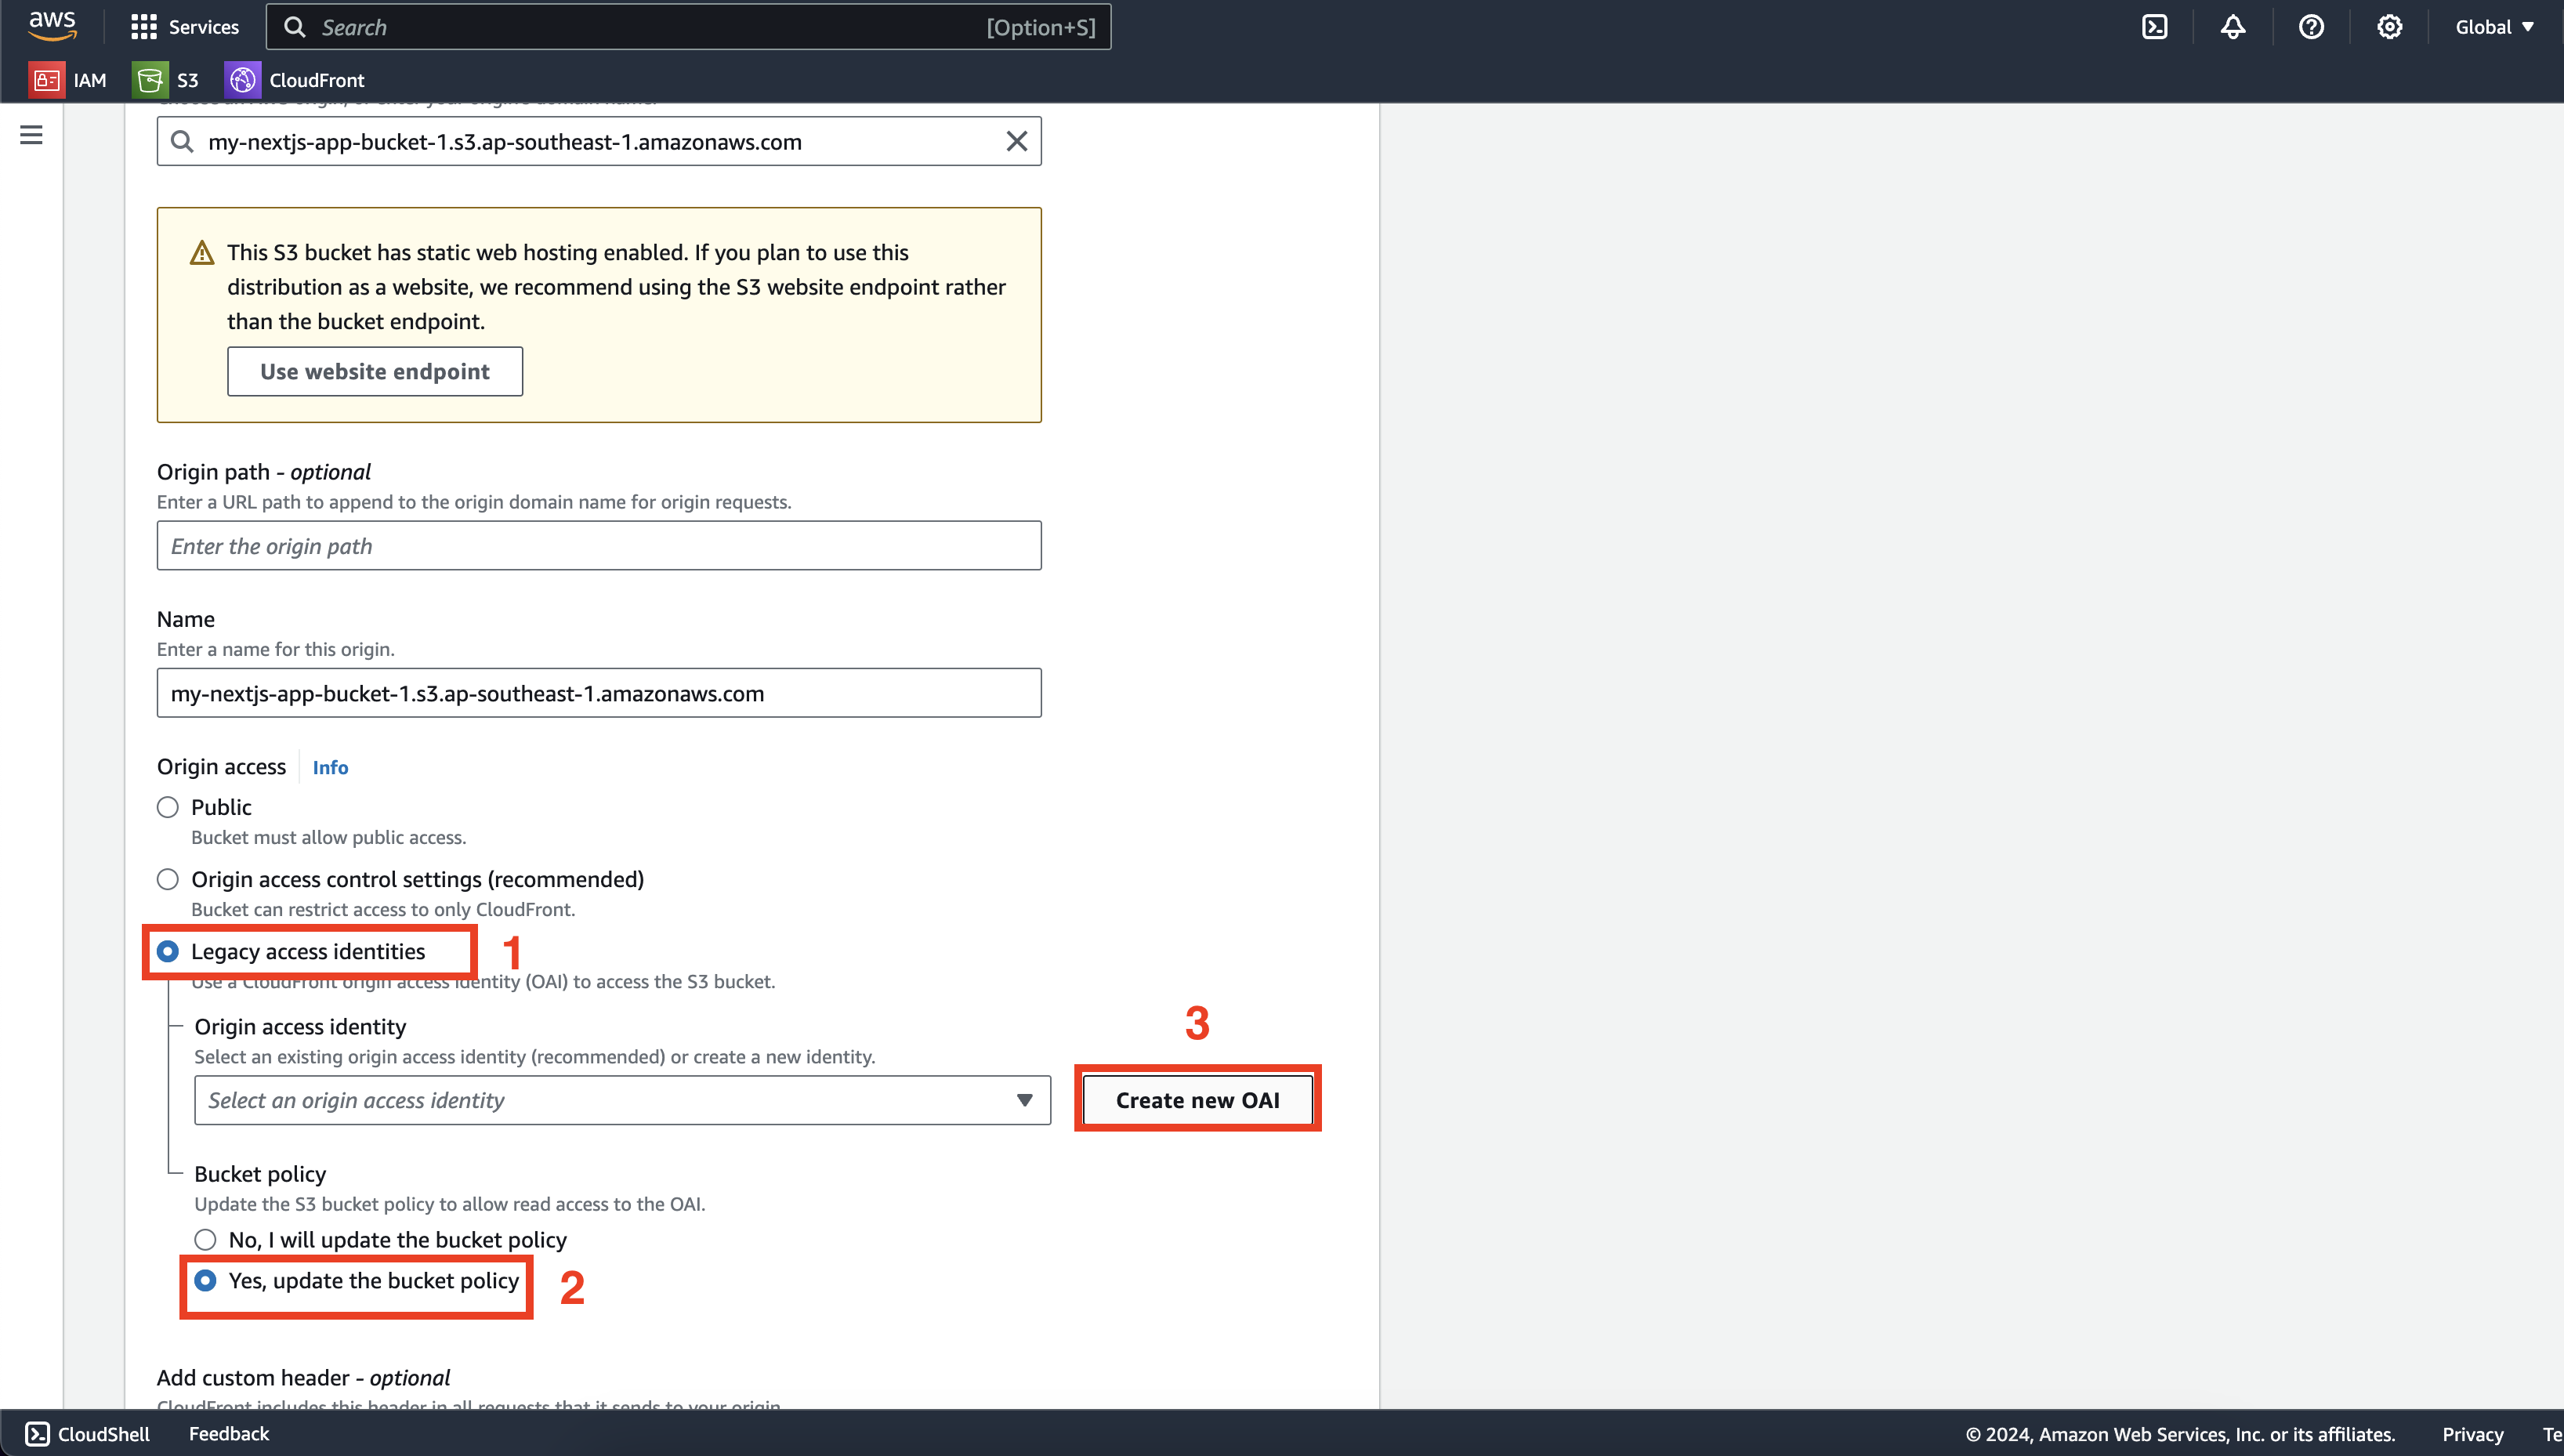 aws
Services
Search
[Option+S]
Global
IAM
S3
CloudFront
Choose an AWS origin, or enter your origin's domain name.
my-nextjs-app-bucket-1.s3.ap-southeast-1.amazonaws.com
This S3 bucket has static web hosting enabled. If you plan to use this
distribution as a website, we recommend using the S3 website endpoint rather
than the bucket endpoint.
Use website endpoint
Origin path - optional
Enter a URL path to append to the origin domain name for origin requests.
Enter the origin path
Name
Enter a name for this origin.
my-nextjs-app-bucket-1.s3.ap-southeast-1.amazonaws.com
Origin access
Info
Public
Bucket must allow public access.
Origin access control settings (recommended)
Bucket can restrict access to only CloudFront.
Legacy access identities
1
Use a CloudFront origin access identity (OAI) to access the S3 bucket.
3
Origin access identity
Select an existing origin access identity (recommended) or create a new identity.
Select an origin access identity
Create new OAI
Bucket policy
Update the S3 bucket policy to allow read access to the OAI.
No, I will update the bucket policy
Yes, update the bucket policy
2
Add custom header - optional
CloudFront includes this header in all requests that it sends to your origin.
CloudShell
Feedback
© 2024, Amazon Web Services, Inc. or its affiliates.
Privacy
Te